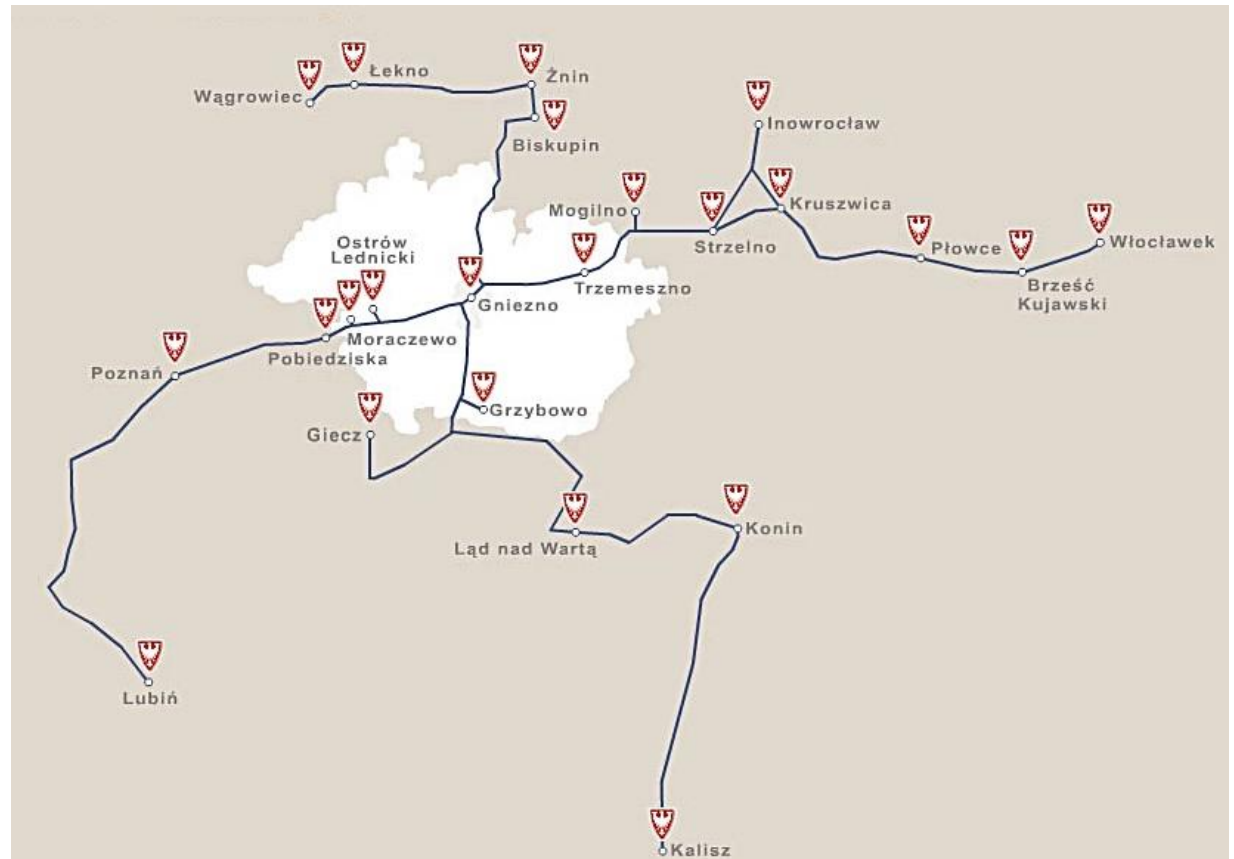 Łekno
Żnin
Wągrowiec
Inowrocław
Biskupin
Mogilno
Kruszwica
Ostrów
Lednicki
Strzelno
Płowce
Włocławek
Trzemeszno
Brześć
Kujawski
Gniezno
Moraczewo
Pobiedziska
Poznań
Grzybowo
Giecz
Konin
Ląd nad Wartą
Lubiń
Kalisz